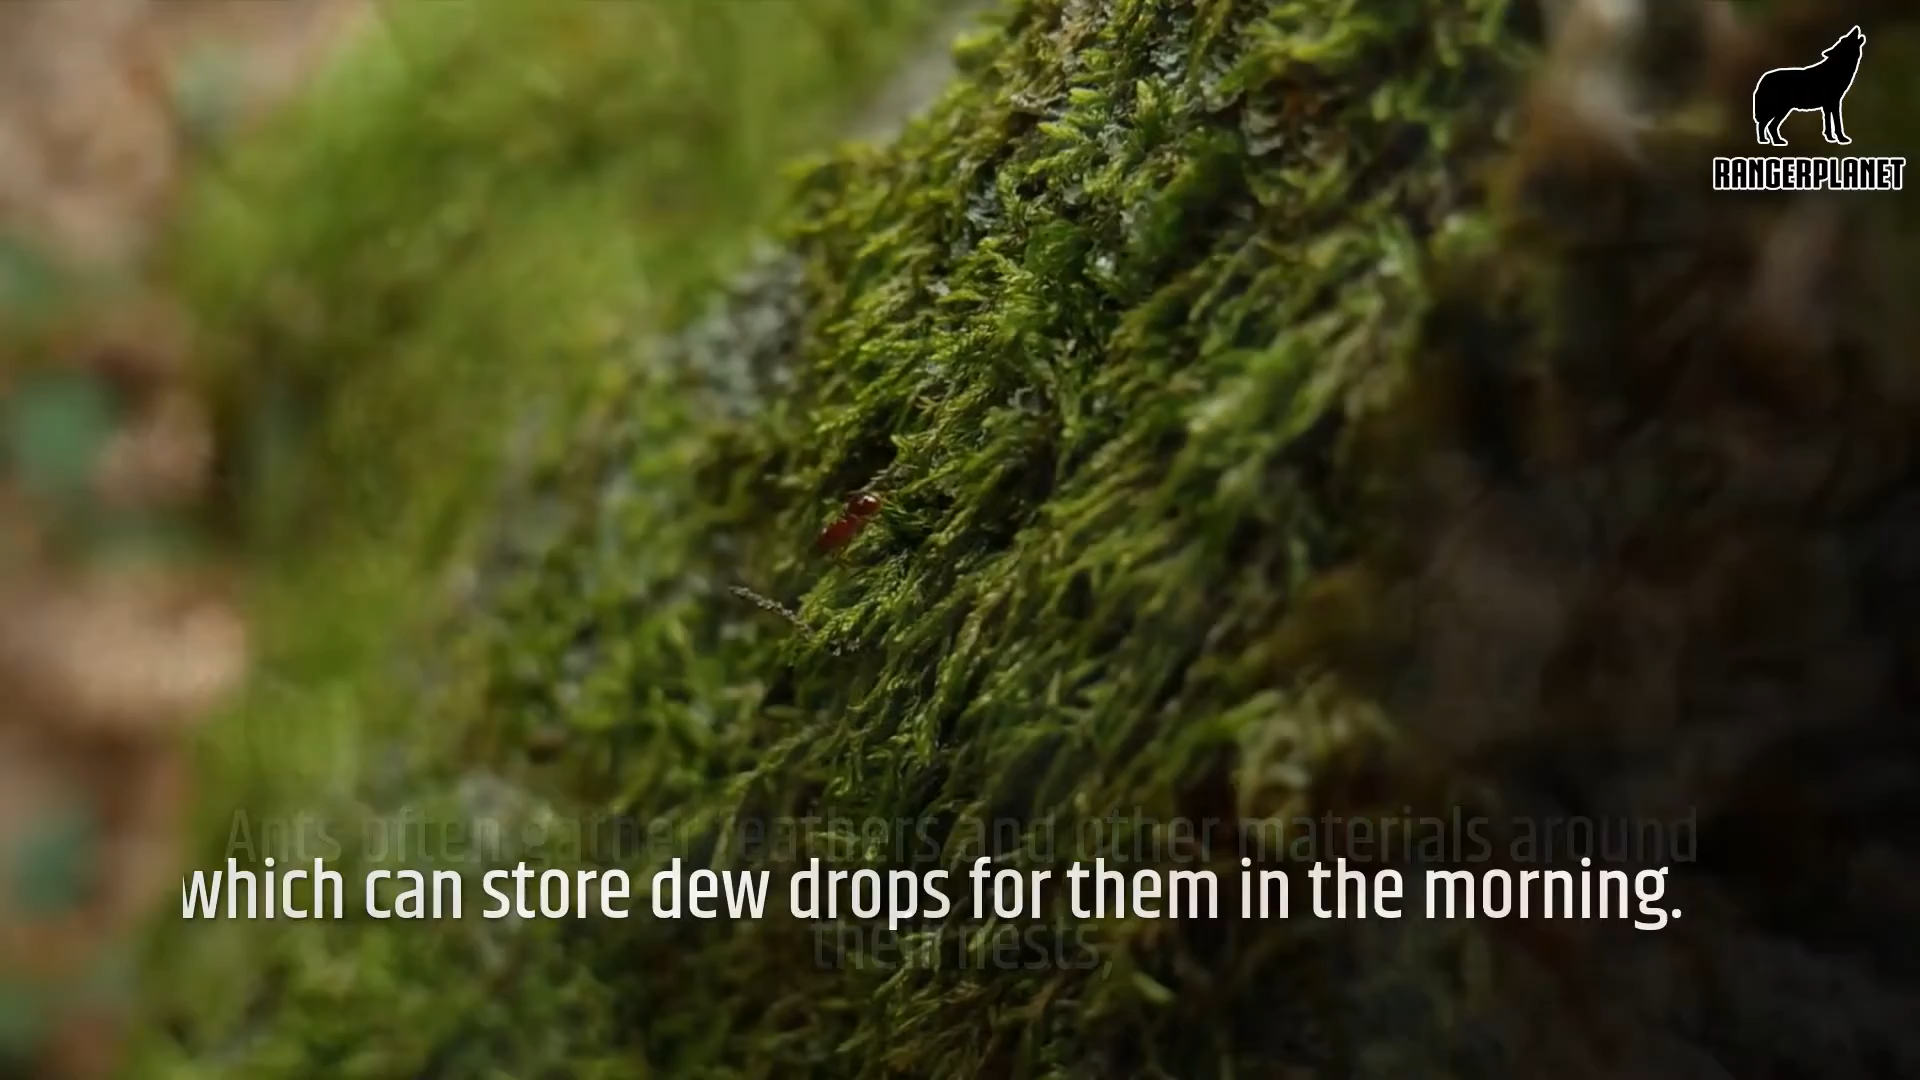 RANGERPLANET
Ants often gather feathers and other materials around
which can store dew drops for them in the morning.
their nests,